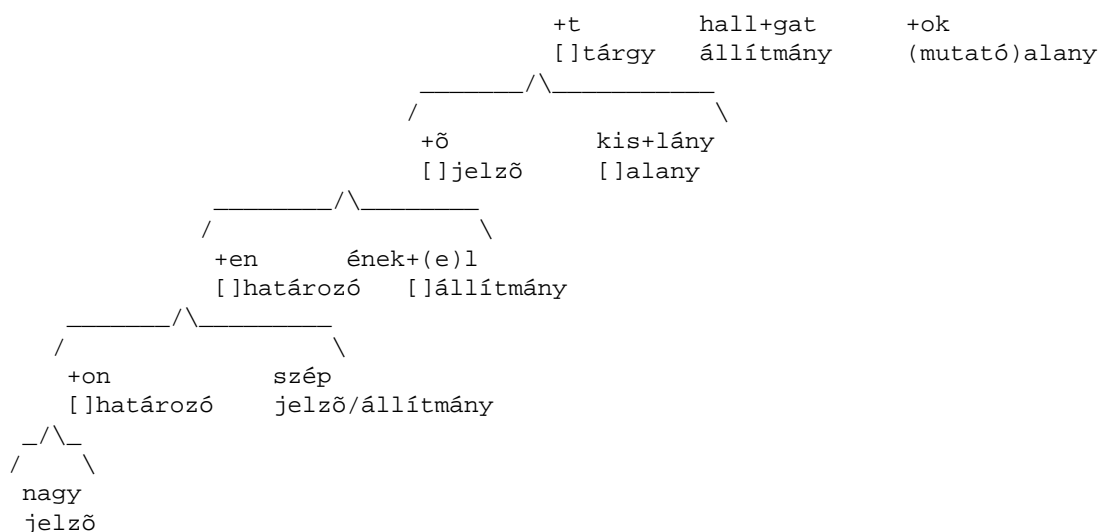 +t hall+gat +ok
[]tárgy állítmány (mutató)alany
+õ kis+lány
[]jelzõ []alany
+en ének+(e)l
[]határozó []állítmány
+on szép
[]határozó jelzõ/állítmány
nagy
jelzõ